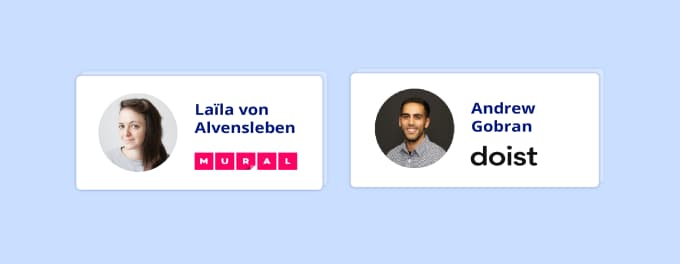 Laïla von
Alvensleben
MURAL
Andrew
Gobran
doist